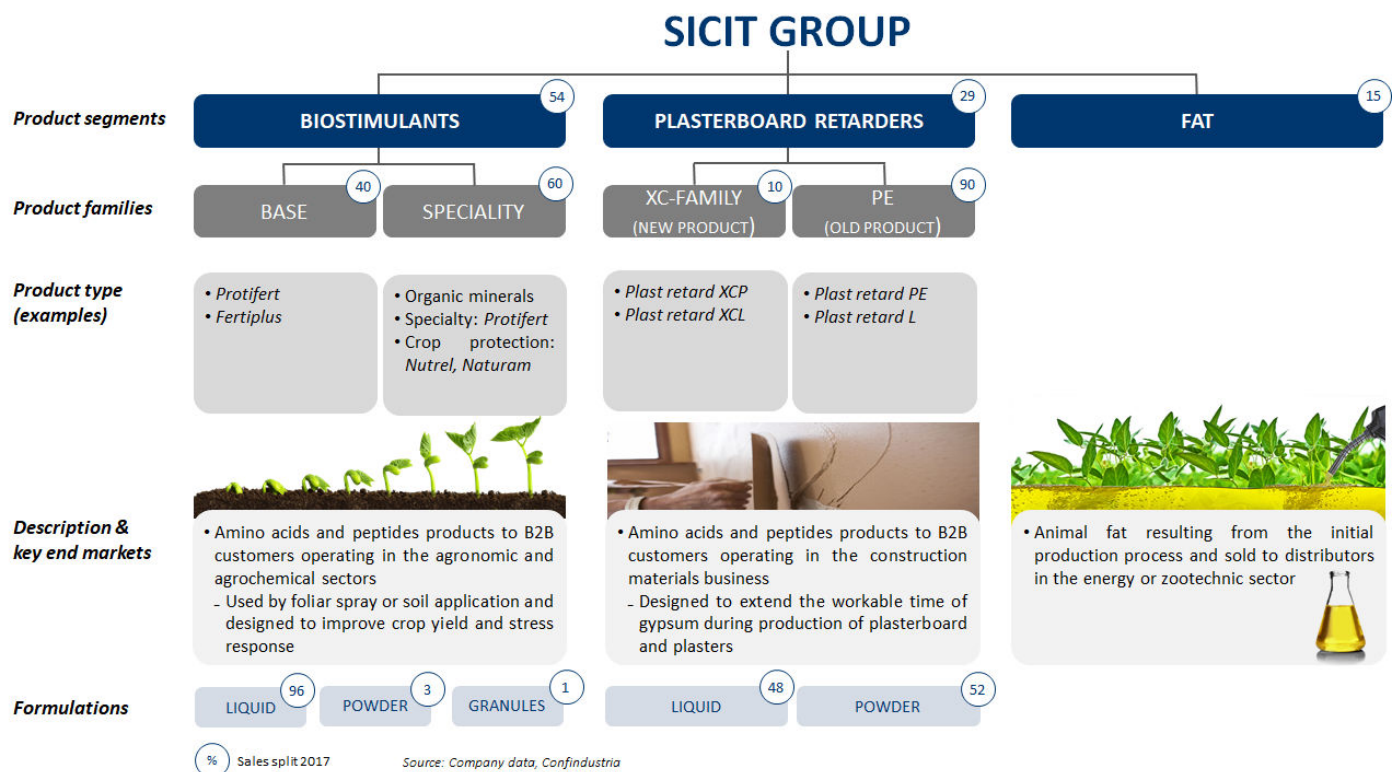 SICIT GROUP
Product segments
54
BIOSTIMULANTS
29
PLASTERBOARD RETARDERS
15
FAT
Product families
40
BASE
60
SPECIALITY
10
XC-FAMILY
(NEW PRODUCT)
90
PE
(OLD PRODUCT)
Product type
(examples)
• Protifert
• Fertiplus
• Organic minerals
• Specialty: Protifert
• Crop protection:
Nutrel, Naturam
• Plast retard XCP
• Plast retard XCL
• Plast retard PE
• Plast retard L
Description &
key end markets
• Amino acids and peptides products to B2B
customers operating in the agronomic and
agrochemical sectors
- Used by foliar spray or soil application and
designed to improve crop yield and stress
response
• Amino acids and peptides products to B2B
customers operating in the construction
materials business
- Designed to extend the workable time of
gypsum during production of plasterboard
and plasters
• Animal fat resulting from the initial
production process and sold to distributors
in the energy or zootechnic sector
Formulations
96
LIQUID
3
POWDER
1
GRANULES
48
LIQUID
52
POWDER
% Sales split 2017
Source: Company data, Confindustria